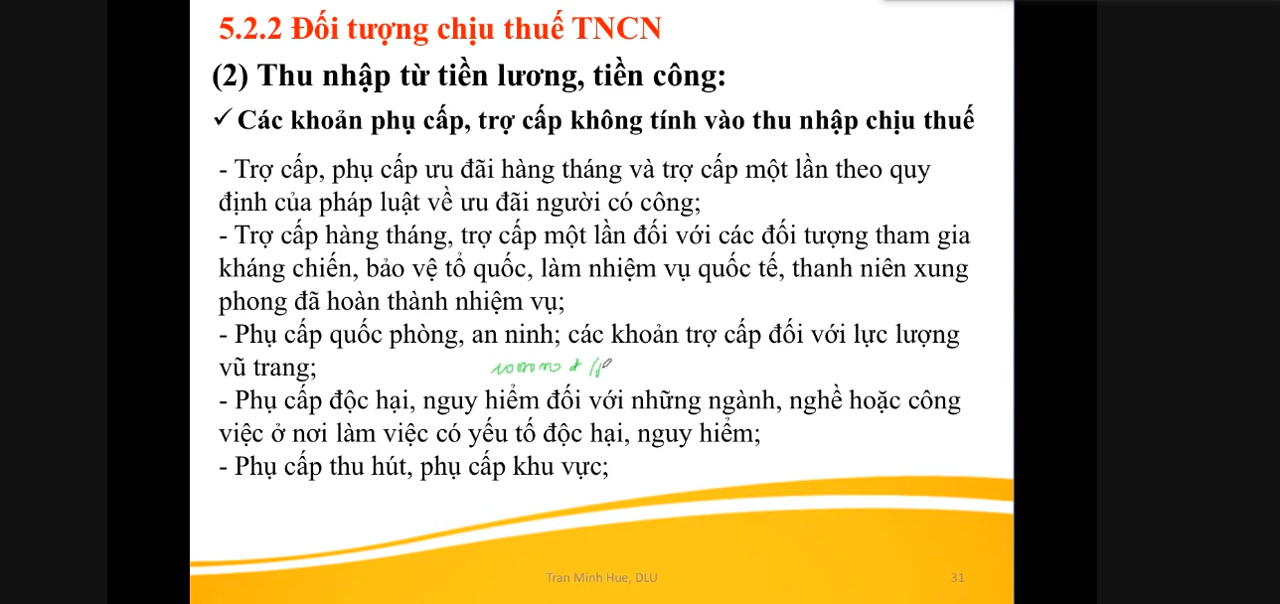 5.2.2 Đối tượng chịu thuế TNCN
(2) Thu nhập từ tiền lương, tiền công:
✓ Các khoản phụ cấp, trợ cấp không tính vào thu nhập chịu thuế
- Trợ cấp, phụ cấp ưu đãi hàng tháng và trợ cấp một lần theo quy
định của pháp luật về ưu đãi người có công;
- Trợ cấp hàng tháng, trợ cấp một lần đối với các đối tượng tham gia
kháng chiến, bảo vệ tổ quốc, làm nhiệm vụ quốc tế, thanh niên xung
phong đã hoàn thành nhiệm vụ;
- Phụ cấp quốc phòng, an ninh; các khoản trợ cấp đối với lực lượng
vũ trang;
- Phụ cấp độc hại, nguy hiểm đối với những ngành, nghề hoặc công
việc ở nơi làm việc có yếu tố độc hại, nguy hiểm;
- Phụ cấp thu hút, phụ cấp khu vực;
Tran Minh Hue, DLU
31